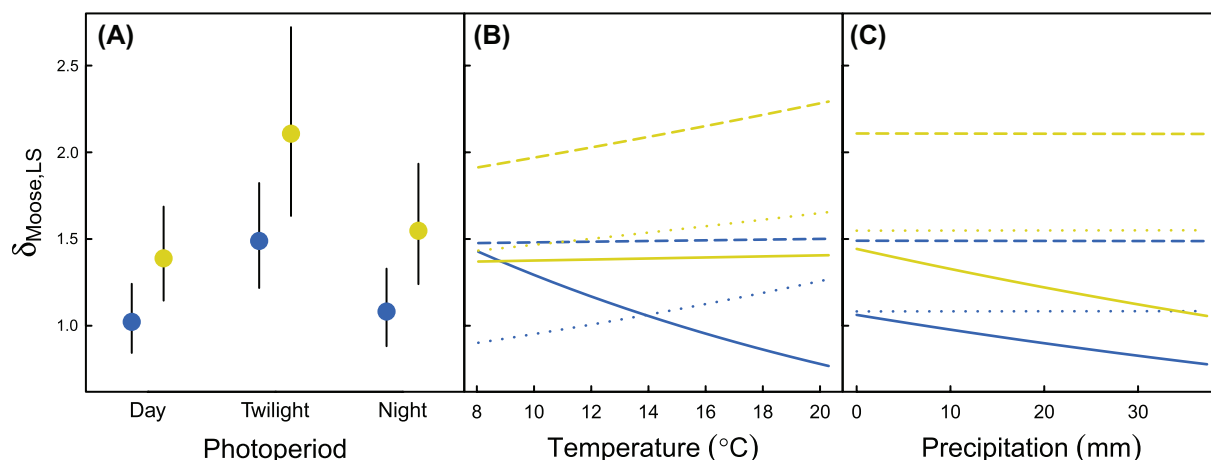 (A)
(B)
(C)
δMoose,LS
2.5
2.0
1.5
1.0
Day
Twilight
Night
8
10
12
14
16
18
20
0
10
20
30
Photoperiod
Temperature (°C)
Precipitation (mm)